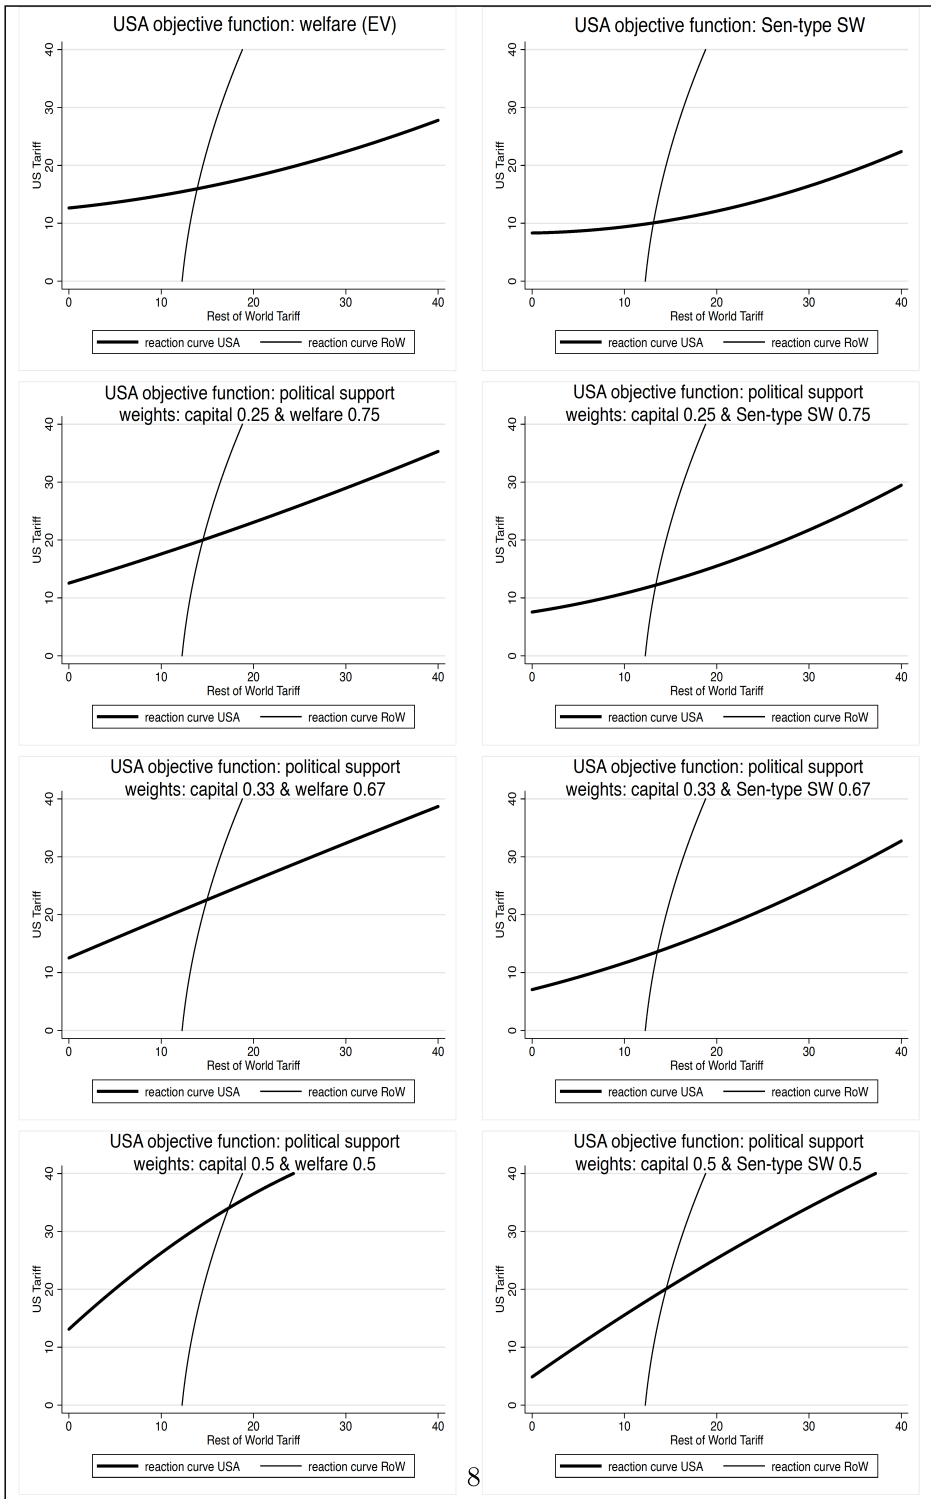 USA objective function: welfare (EV)
40
30
20
10
0
US Tariff
0 10 20 30 40
Rest of World Tariff
reaction curve USA reaction curve RoW
USA objective function: Sen-type SW
40
30
20
10
0
US Tariff
0 10 20 30 40
Rest of World Tariff
reaction curve USA reaction curve RoW
USA objective function: political support
weights: capital 0.25 & welfare 0.75
40
30
20
10
0
US Tariff
0 10 20 30 40
Rest of World Tariff
reaction curve USA reaction curve RoW
USA objective function: political support
weights: capital 0.25 & Sen-type SW 0.75
40
30
20
10
0
US Tariff
0 10 20 30 40
Rest of World Tariff
reaction curve USA reaction curve RoW
USA objective function: political support
weights: capital 0.33 & welfare 0.67
40
30
20
10
0
US Tariff
0 10 20 30 40
Rest of World Tariff
reaction curve USA reaction curve RoW
USA objective function: political support
weights: capital 0.33 & Sen-type SW 0.67
40
30
20
10
0
US Tariff
0 10 20 30 40
Rest of World Tariff
reaction curve USA reaction curve RoW
USA objective function: political support
weights: capital 0.5 & welfare 0.5
40
30
20
10
0
US Tariff
0 10 20 30 40
Rest of World Tariff
reaction curve USA reaction curve RoW
USA objective function: political support
weights: capital 0.5 & Sen-type SW 0.5
40
30
20
10
0
US Tariff
0 10 20 30 40
Rest of World Tariff
reaction curve USA reaction curve RoW
8